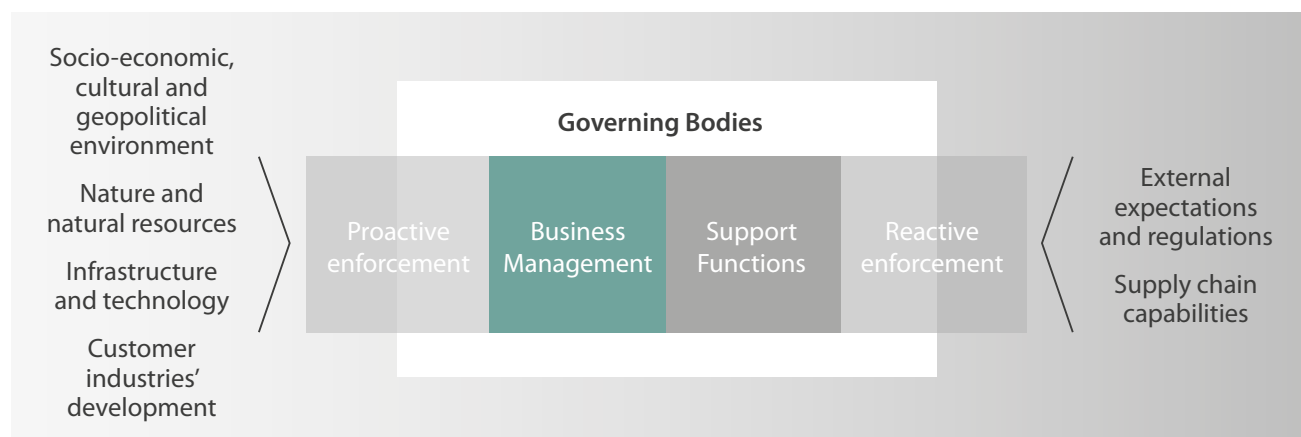 Socio-economic,
cultural and
geopolitical
environment
Nature and
natural resources
Infrastructure
and technology
Customer
industries’
development
Governing Bodies
Proactive
enforcement
Business
Management
Support
Functions
Reactive
enforcement
External
expectations
and regulations
Supply chain
capabilities